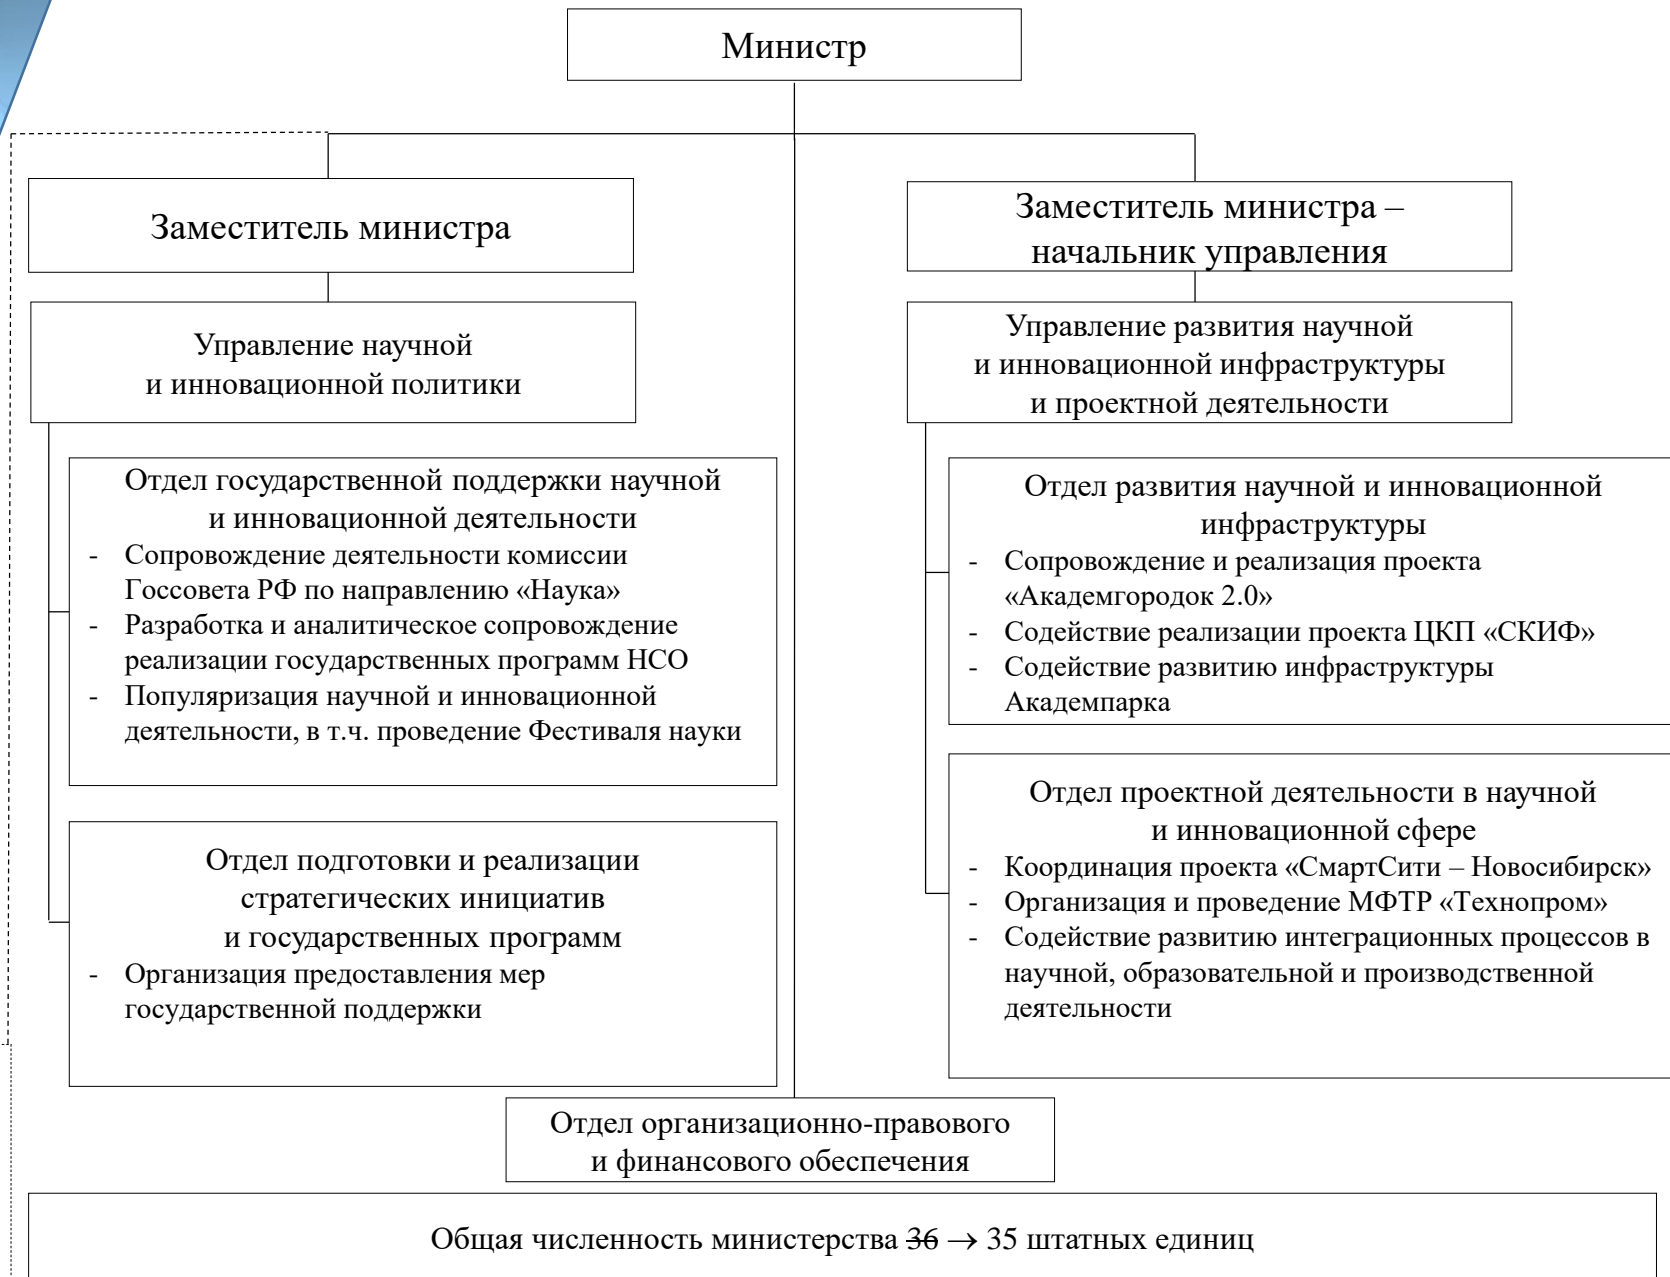 Министр
Заместитель министра
Управление научной
и инновационной политики
Отдел государственной поддержки научной
и инновационной деятельности
- Сопровождение деятельности комиссии
Госсовета РФ по направлению «Наука»
- Разработка и аналитическое сопровождение
реализации государственных программ НСО
- Популяризация научной и инновационной
деятельности, в т.ч. проведение Фестиваля науки
Отдел подготовки и реализации
стратегических инициатив
и государственных программ
- Организация предоставления мер
государственной поддержки
Заместитель министра –
начальник управления
Управление развития научной
и инновационной инфраструктуры
и проектной деятельности
Отдел развития научной и инновационной
инфраструктуры
- Сопровождение и реализация проекта
«Академгородок 2.0»
- Содействие реализации проекта ЦКП «СКИФ»
- Содействие развитию инфраструктуры
Академпарка
Отдел проектной деятельности в научной
и инновационной сфере
- Координация проекта «СмартСити – Новосибирск»
- Организация и проведение МФТР «Технопром»
- Содействие развитию интеграционных процессов в
научной, образовательной и производственной
деятельности
Отдел организационно-правового
и финансового обеспечения
Общая численность министерства 36 → 35 штатных единиц